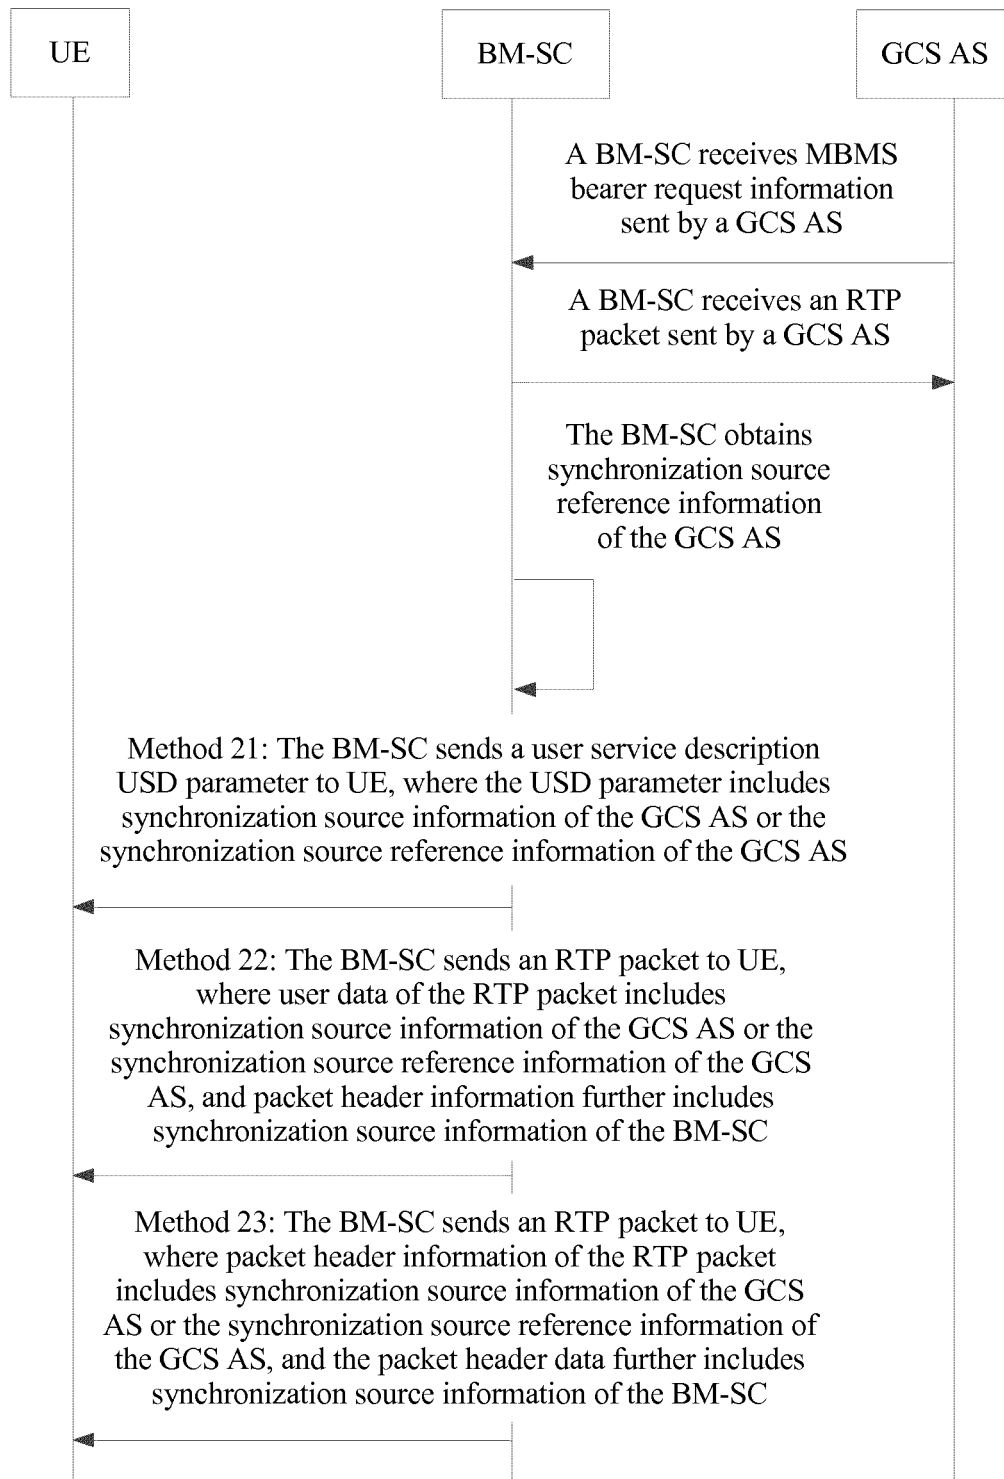 UE
BM-SC
GCS AS
A BM-SC receives MBMS
bearer request information
sent by a GCS AS
A BM-SC receives an RTP
packet sent by a GCS AS
The BM-SC obtains
synchronization source
reference information
of the GCS AS
Method 21: The BM-SC sends a user service description
USD parameter to UE, where the USD parameter includes
synchronization source information of the GCS AS or the
synchronization source reference information of the GCS AS
Method 22: The BM-SC sends an RTP packet to UE,
where user data of the RTP packet includes
synchronization source information of the GCS AS or the
synchronization source reference information of the GCS
AS, and packet header information further includes
synchronization source information of the BM-SC
Method 23: The BM-SC sends an RTP packet to UE,
where packet header information of the RTP packet
includes synchronization source information of the GCS
AS or the synchronization source reference information of
the GCS AS, and the packet header data further includes
synchronization source information of the BM-SC